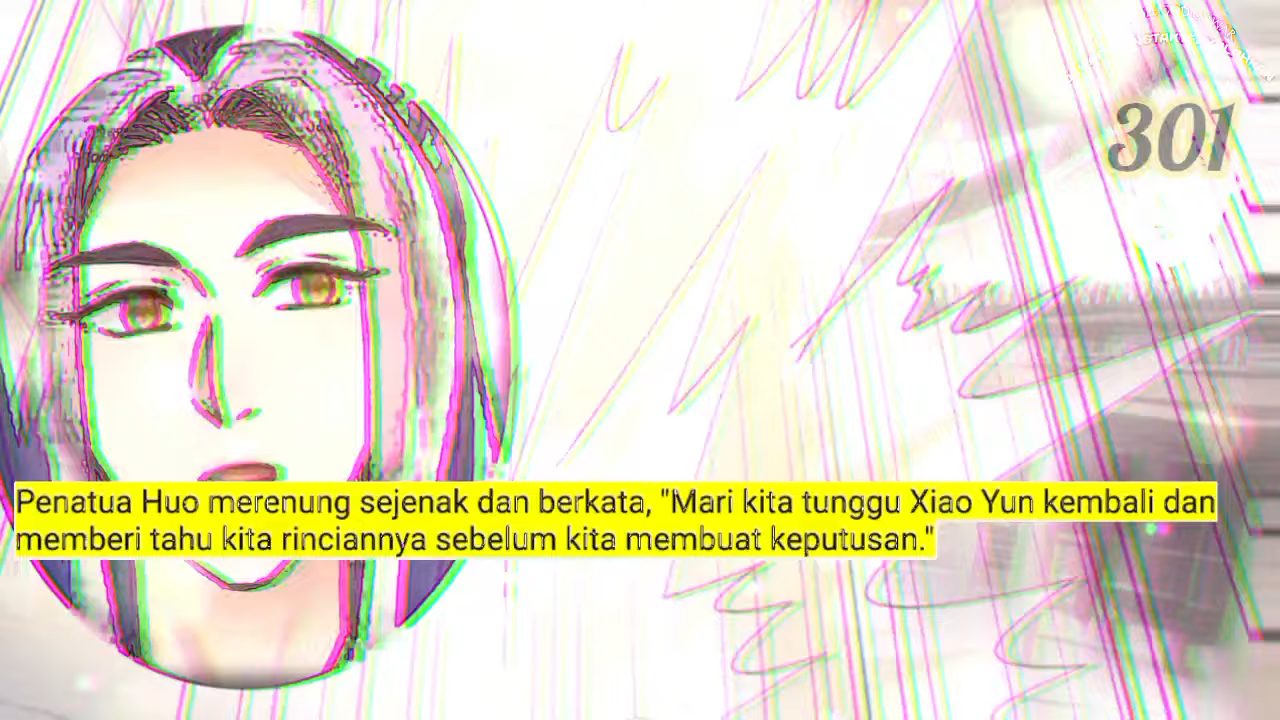 301
Penatua Huo merenung sejenak dan berkata, "Mari kita tunggu Xiao Yun kembali dan
memberi tahu kita rinciannya sebelum kita membuat keputusan."